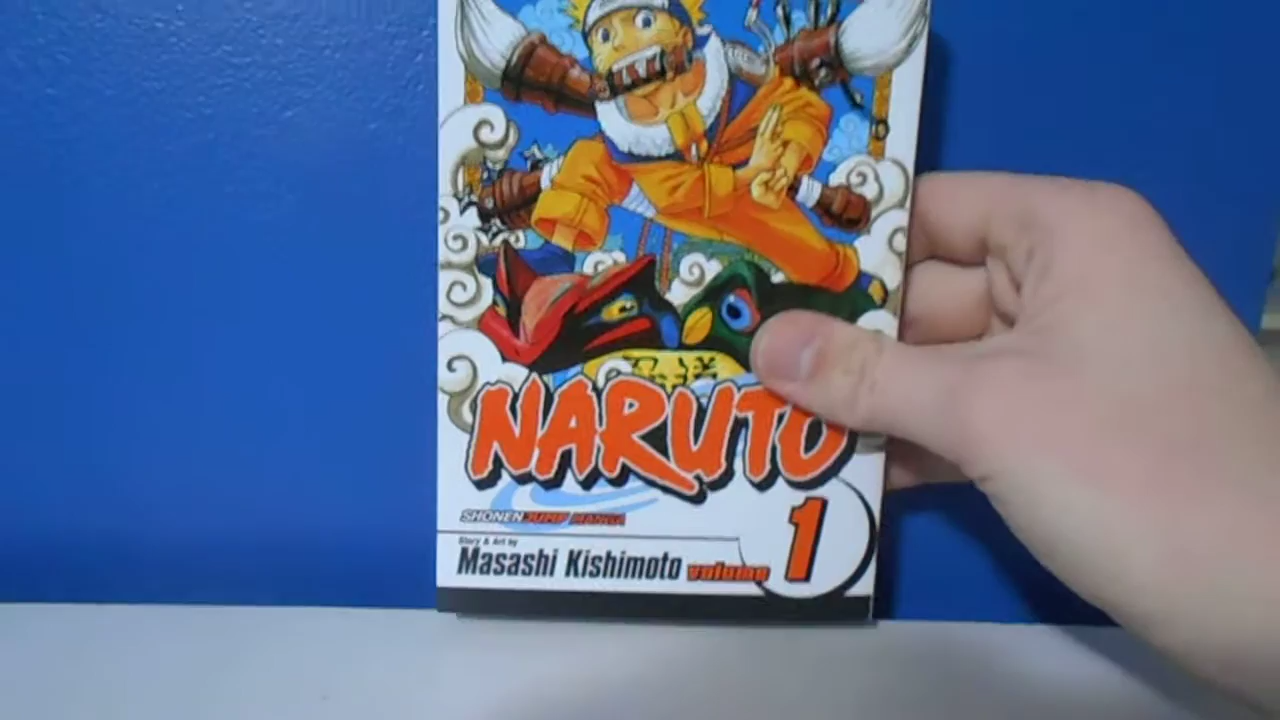 NARUTO
SHONEN JUMP MANGA
Story & Art by
Masashi Kishimoto
volume 1